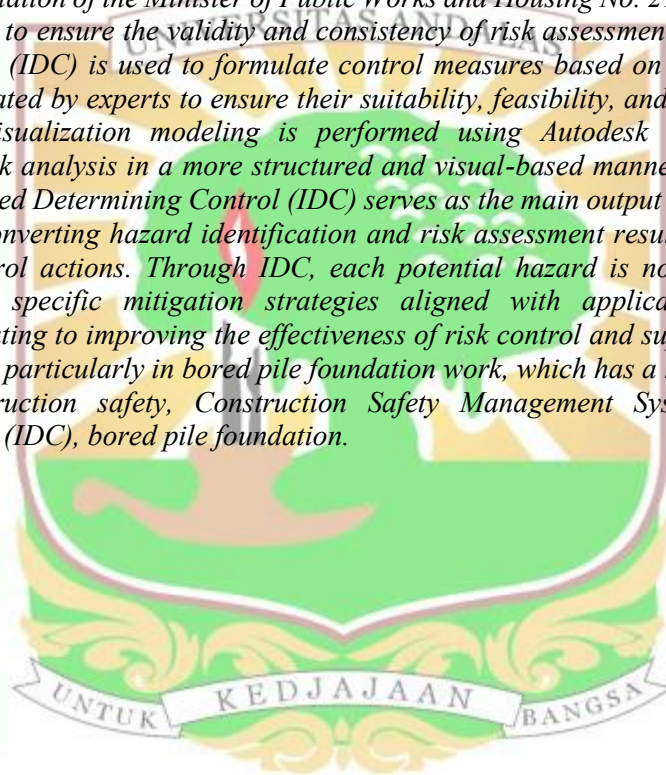 ation of the Minister of Public Works and Housing No. 2
to ensure the validity and consistency of risk assessment
UNIVERSITAS ANDALAS
(IDC) is used to formulate control measures based on
ated by experts to ensure their suitability, feasibility, and
isualization modeling is performed using Autodesk
k analysis in a more structured and visual-based manne
ed Determining Control (IDC) serves as the main output
onverting hazard identification and risk assessment resul
rol actions. Through IDC, each potential hazard is no
specific mitigation strategies aligned with applica
ting to improving the effectiveness of risk control and su
particularly in bored pile foundation work, which has a
ruction safety, Construction Safety Management Sys
(IDC), bored pile foundation.
UNTUK KEDJAJAAN BANGSA